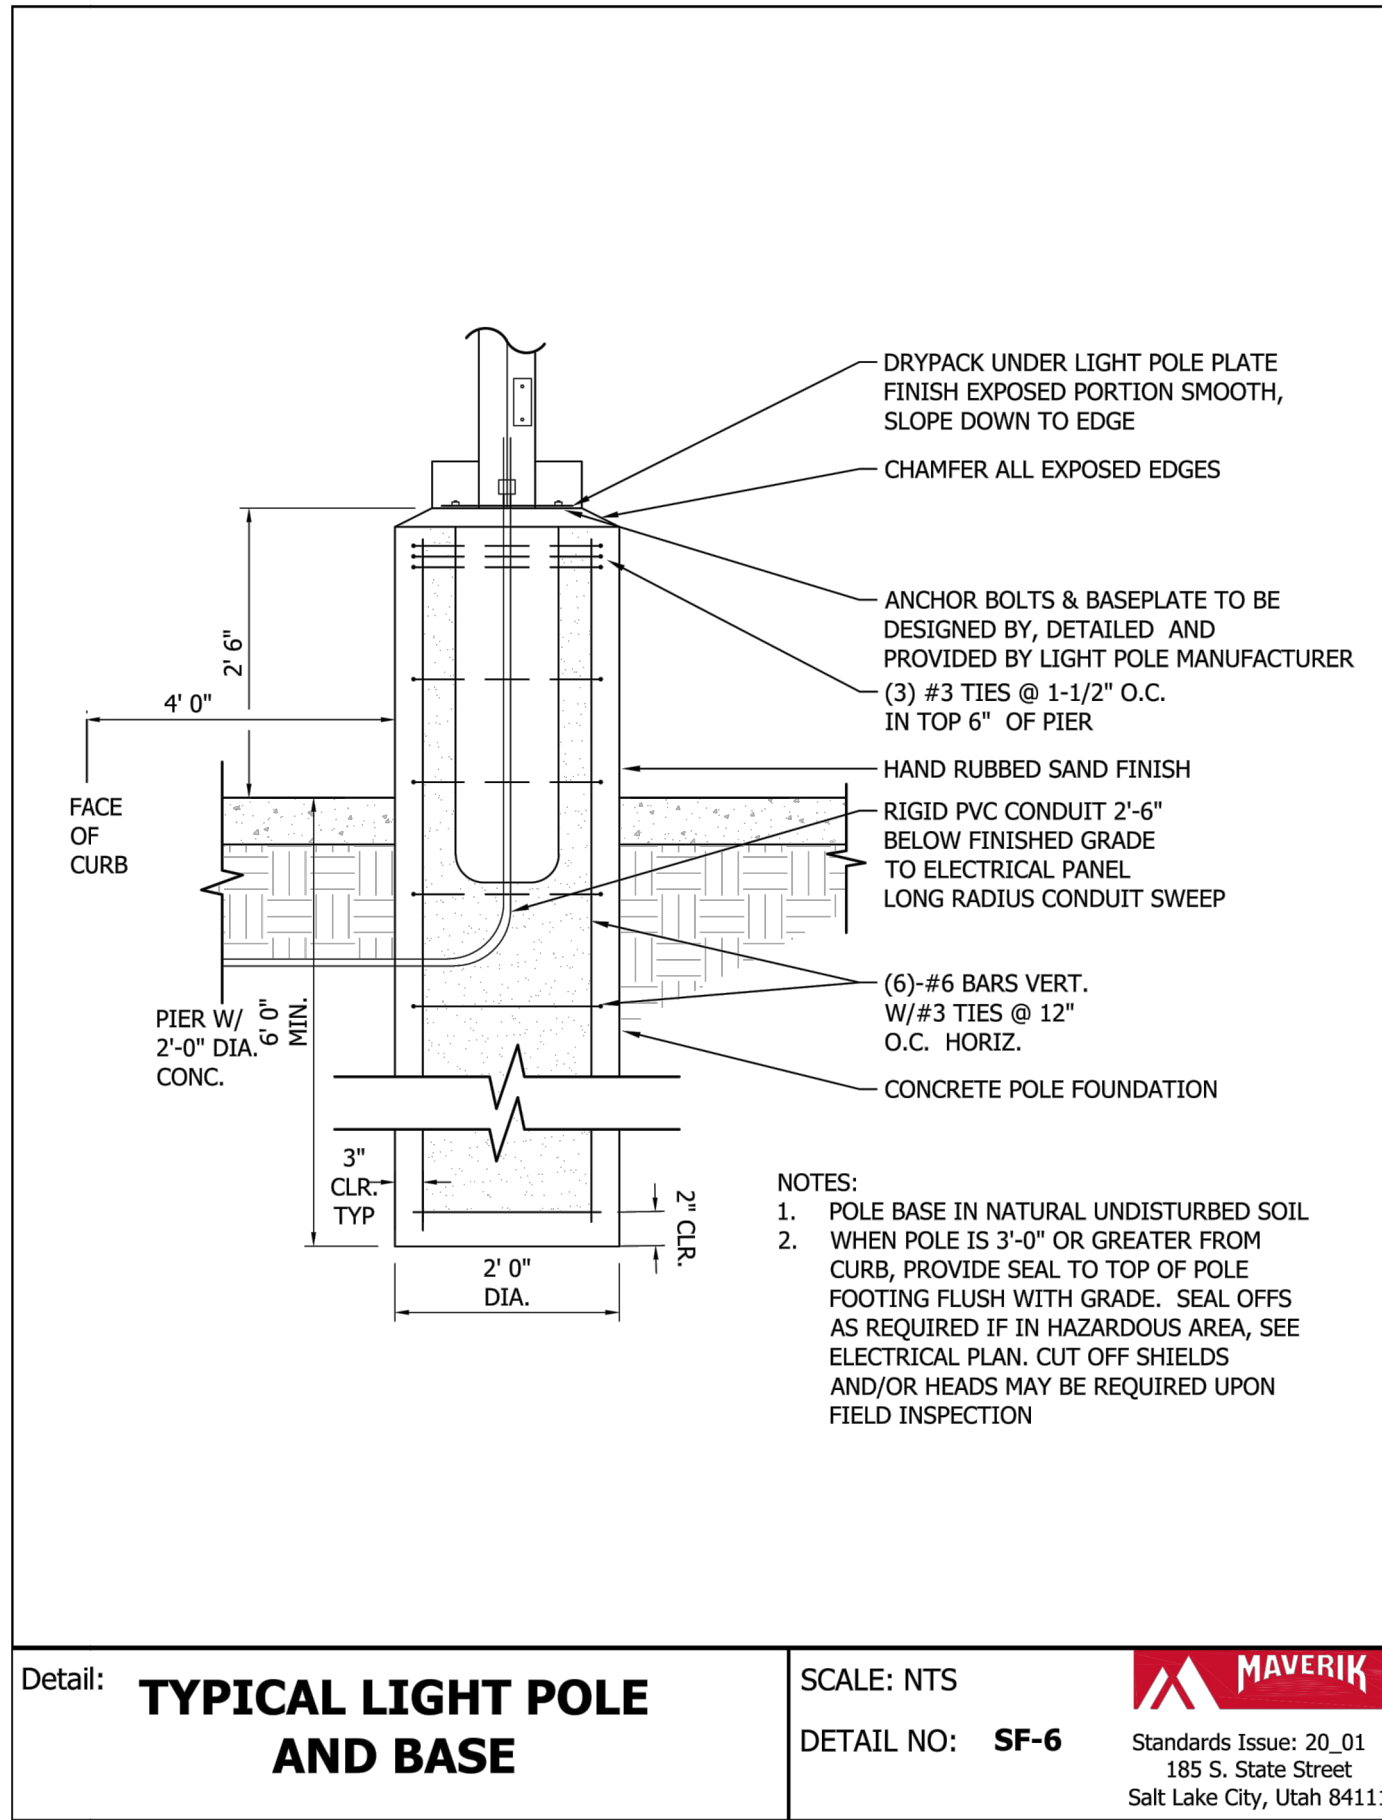 DRYPACK UNDER LIGHT POLE PLATE
FINISH EXPOSED PORTION SMOOTH,
SLOPE DOWN TO EDGE
CHAMFER ALL EXPOSED EDGES
ANCHOR BOLTS & BASEPLATE TO BE
DESIGNED BY, DETAILED AND
PROVIDED BY LIGHT POLE MANUFACTURER
(3) #3 TIES @ 1-1/2" O.C.
IN TOP 6" OF PIER
HAND RUBBED SAND FINISH
RIGID PVC CONDUIT 2'-6"
BELOW FINISHED GRADE
TO ELECTRICAL PANEL
LONG RADIUS CONDUIT SWEEP
(6)-#6 BARS VERT.
W/#3 TIES @ 12"
O.C. HORIZ.
CONCRETE POLE FOUNDATION
2' 6"
4' 0"
FACE
OF
CURB
PIER W/
2'-0" DIA.
CONC.
6' 0"
MIN.
3"
CLR.
TYP
2" CLR.
2' 0"
DIA.
NOTES:
1. POLE BASE IN NATURAL UNDISTURBED SOIL
2. WHEN POLE IS 3'-0" OR GREATER FROM
CURB, PROVIDE SEAL TO TOP OF POLE
FOOTING FLUSH WITH GRADE. SEAL OFFS
AS REQUIRED IF IN HAZARDOUS AREA, SEE
ELECTRICAL PLAN. CUT OFF SHIELDS
AND/OR HEADS MAY BE REQUIRED UPON
FIELD INSPECTION
Detail: TYPICAL LIGHT POLE
AND BASE
SCALE: NTS
DETAIL NO: SF-6
MAVERIK
Standards Issue: 20_01
185 S. State Street
Salt Lake City, Utah 84111